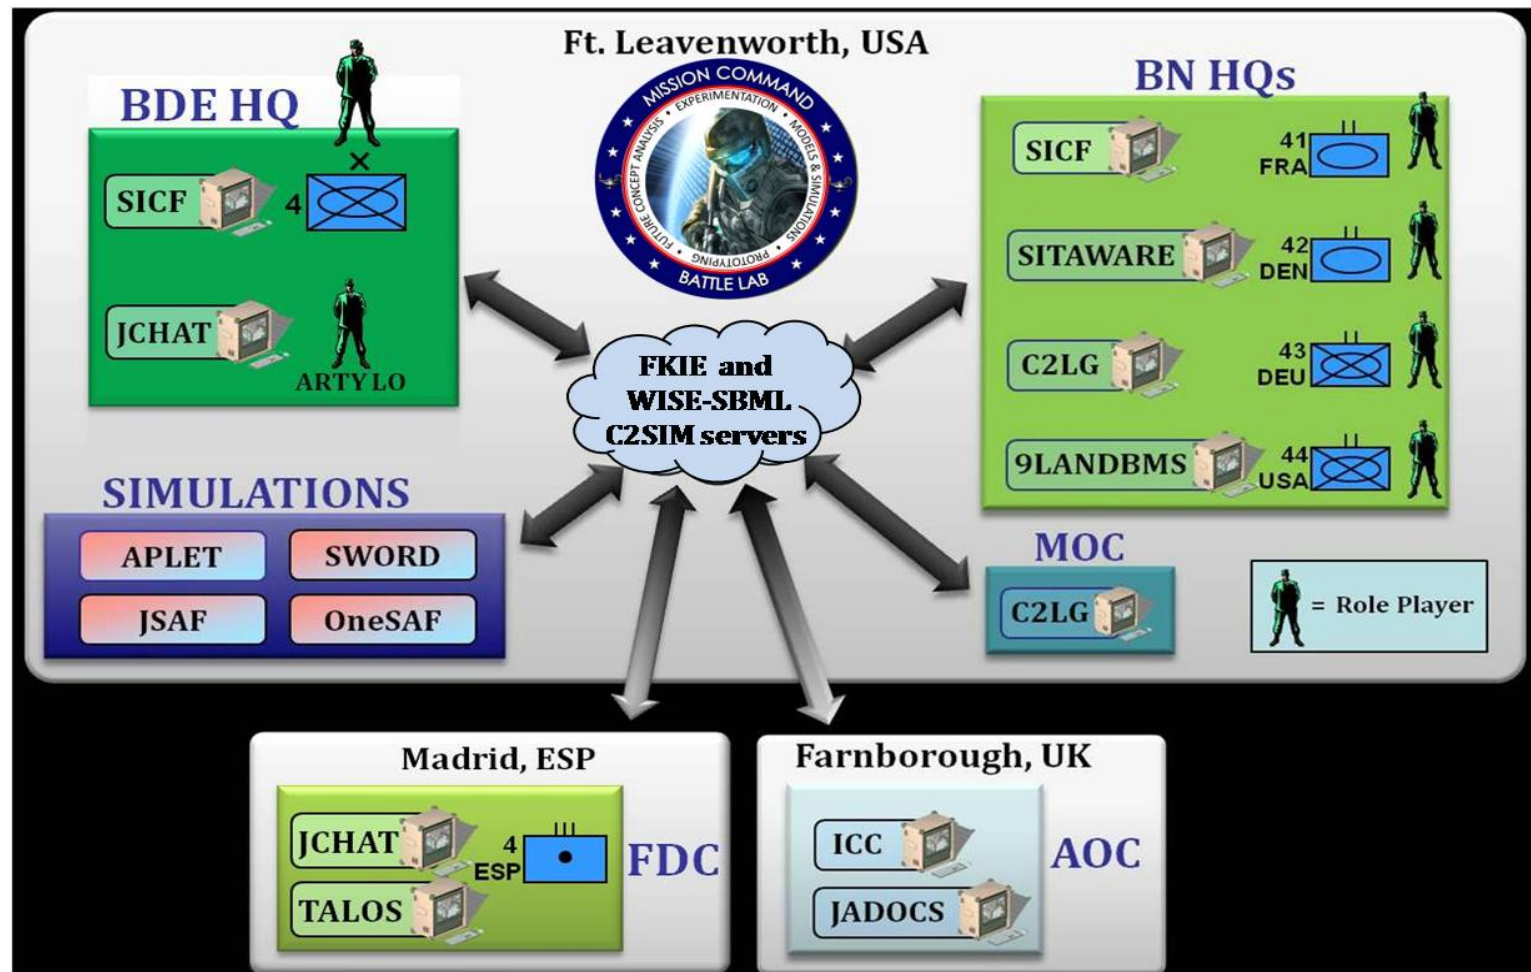 Ft. Leavenworth, USA
MISSION COMMAND
BATTLE LAB
FUTURE CONCEPT ANALYSIS • EXPERIMENTATION • MODELS & SIMULATIONS • PROTOTYPING •
BDE HQ
SICF
4
JCHAT
ARTY LO
BN HQs
SICF
41
FRA
SITAWARE
42
DEN
C2LG
43
DEU
9LANDBMS
44
USA
FKIE and
WISE-SBML
C2SIM servers
SIMULATIONS
APLET
SWORD
JSAF
OneSAF
MOC
C2LG
= Role Player
Madrid, ESP
JCHAT
4
ESP
TALOS
FDC
Farnborough, UK
ICC
JADOCS
AOC